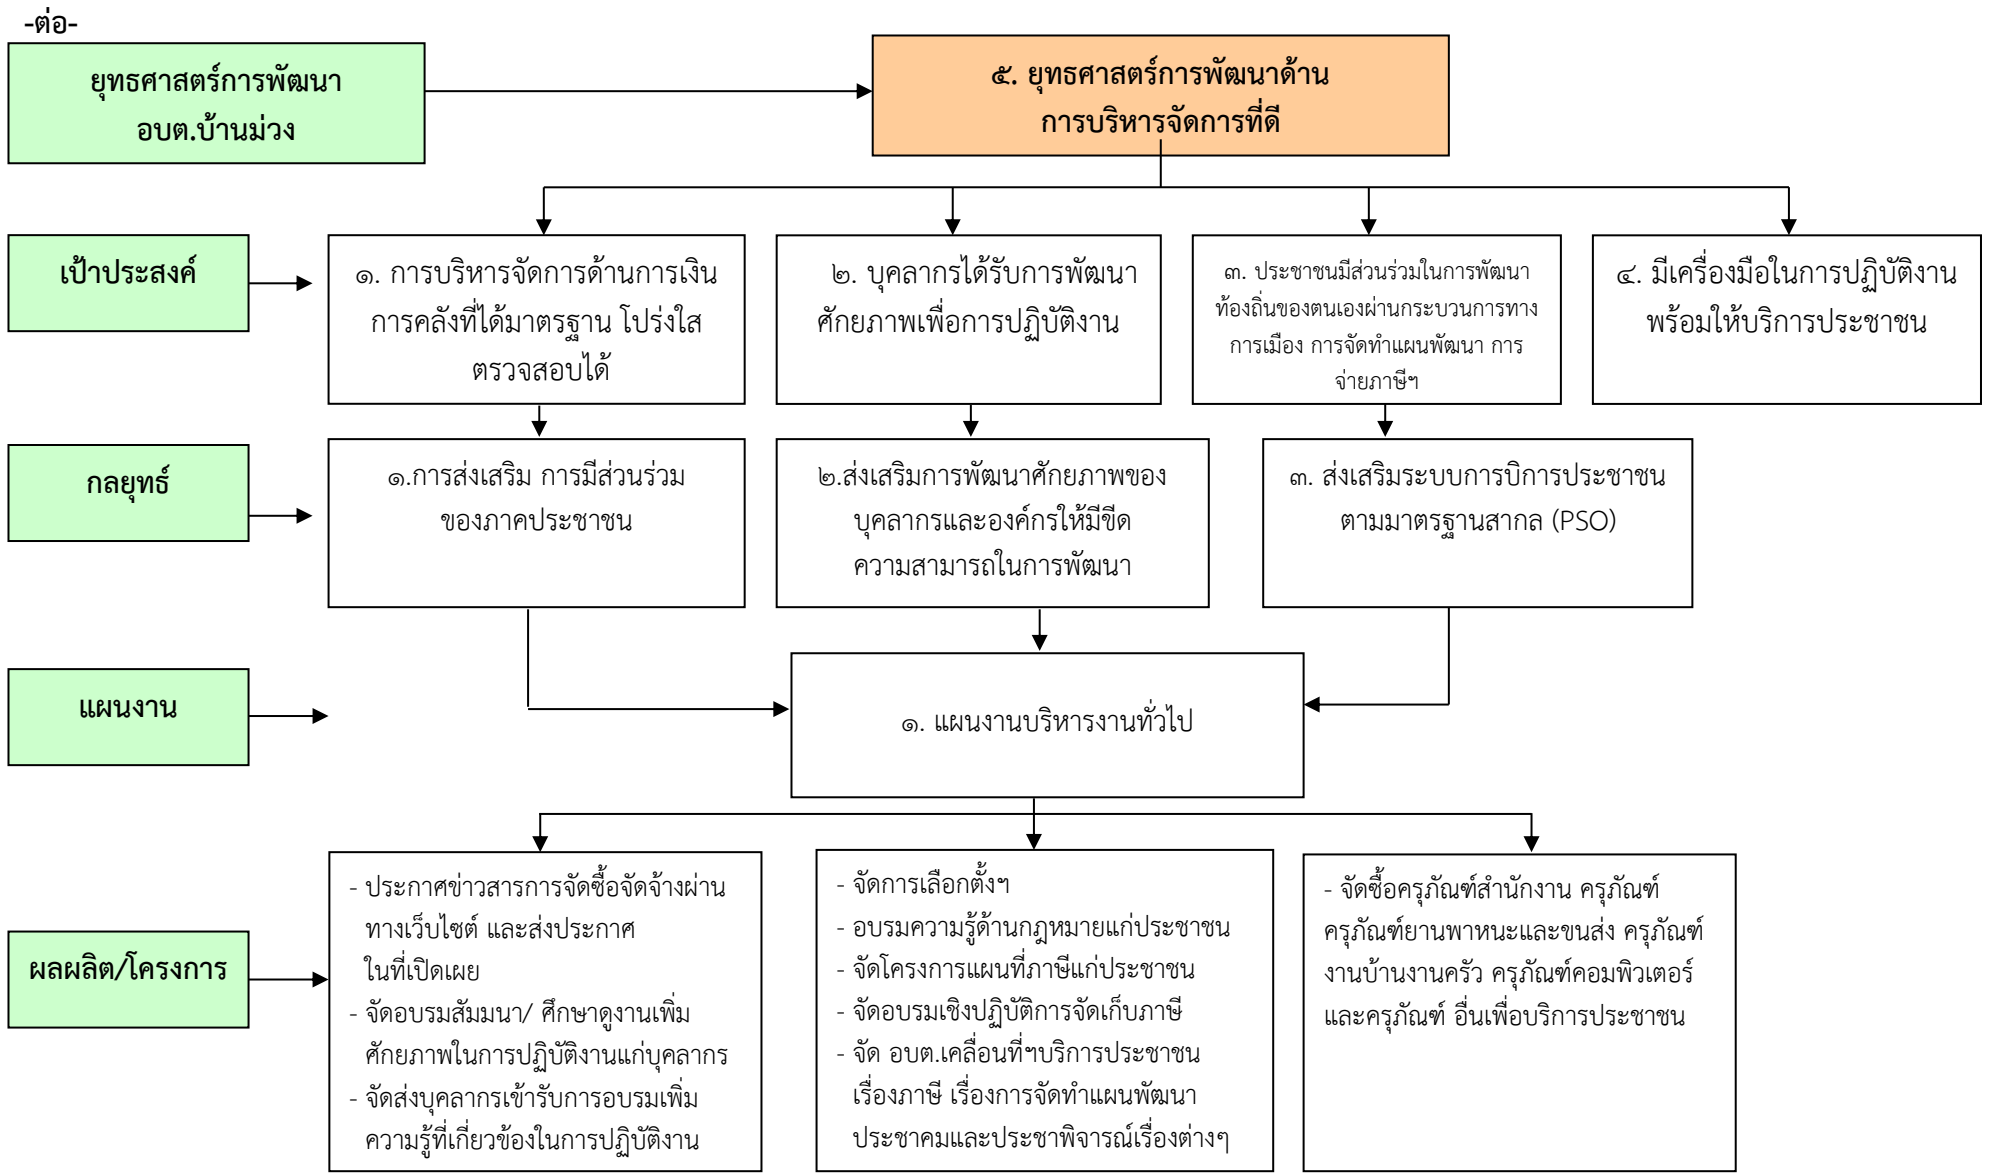 -ต่อ-
ยุทธศาสตร์การพัฒนา
อบต.บ้านม่วง
๕. ยุทธศาสตร์การพัฒนาด้าน
การบริหารจัดการที่ดี
เป้าประสงค์
๑. การบริหารจัดการด้านการเงิน
การคลังที่ได้มาตรฐาน โปร่งใส
ตรวจสอบได้
๒. บุคลากรได้รับการพัฒนา
ศักยภาพเพื่อการปฏิบัติงาน
๓. ประชาชนมีส่วนร่วมในการพัฒนา
ท้องถิ่นของตนเองผ่านกระบวนการทาง
การเมือง การจัดทำแผนพัฒนา การ
จ่ายภาษีฯ
๔. มีเครื่องมือในการปฏิบัติงาน
พร้อมให้บริการประชาชน
กลยุทธ์
๑.การส่งเสริม การมีส่วนร่วม
ของภาคประชาชน
๒.ส่งเสริมการพัฒนาศักยภาพของ
บุคลากรและองค์กรให้มีขีด
ความสามารถในการพัฒนา
๓. ส่งเสริมระบบการบิการประชาชน
ตามมาตรฐานสากล (PSO)
แผนงาน
๑. แผนงานบริหารงานทั่วไป
ผลผลิต/โครงการ
- ประกาศข่าวสารการจัดซื้อจัดจ้างผ่าน
ทางเว็บไซต์ และส่งประกาศ
ในที่เปิดเผย
- จัดอบรมสัมมนา/ ศึกษาดูงานเพิ่ม
ศักยภาพในการปฏิบัติงานแก่บุคลากร
- จัดส่งบุคลากรเข้ารับการอบรมเพิ่ม
ความรู้ที่เกี่ยวข้องในการปฏิบัติงาน
- จัดการเลือกตั้งฯ
- อบรมความรู้ด้านกฎหมายแก่ประชาชน
- จัดโครงการแผนที่ภาษีแก่ประชาชน
- จัดอบรมเชิงปฏิบัติการจัดเก็บภาษี
- จัด อบต.เคลื่อนที่ฯบริการประชาชน
เรื่องภาษี เรื่องการจัดทำแผนพัฒนา
ประชาคมและประชาพิจารณ์เรื่องต่างๆ
- จัดซื้อครุภัณฑ์สำนักงาน ครุภัณฑ์
ครุภัณฑ์ยานพาหนะและขนส่ง ครุภัณฑ์
งานบ้านงานครัว ครุภัณฑ์คอมพิวเตอร์
และครุภัณฑ์ อื่นเพื่อบริการประชาชน